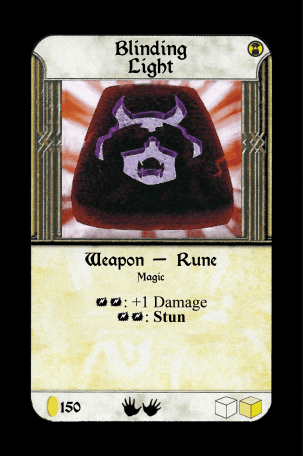 Blinding
Light
Weapon — Rune
Magic
: +1 Damage
: Stun
150